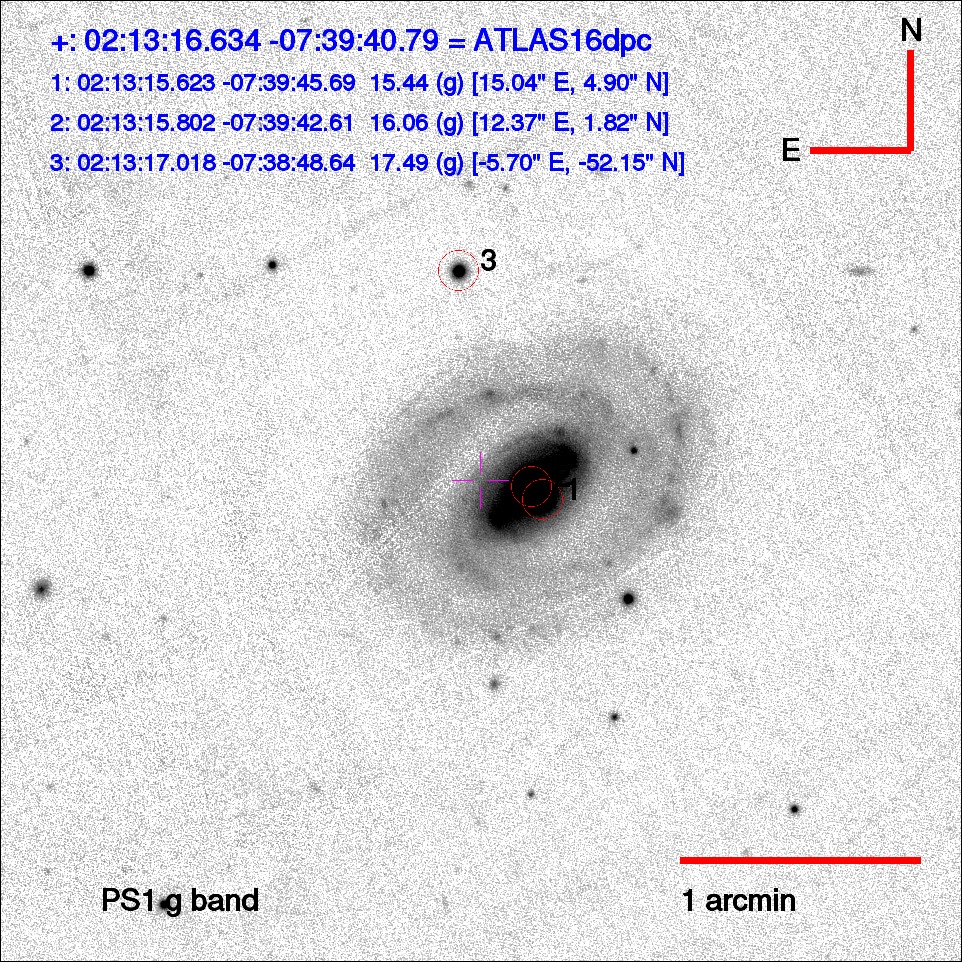 +: 02:13:16.634 -07:39:40.79 = ATLAS16dpc
1: 02:13:15.623 -07:39:45.69 15.44 (g) [15.04" E, 4.90" N]
2: 02:13:15.802 -07:39:42.61 16.06 (g) [12.37" E, 1.82" N]
3: 02:13:17.018 -07:38:48.64 17.49 (g) [-5.70" E, -52.15" N]
N
E
3
1
PS1 g band
1 arcmin